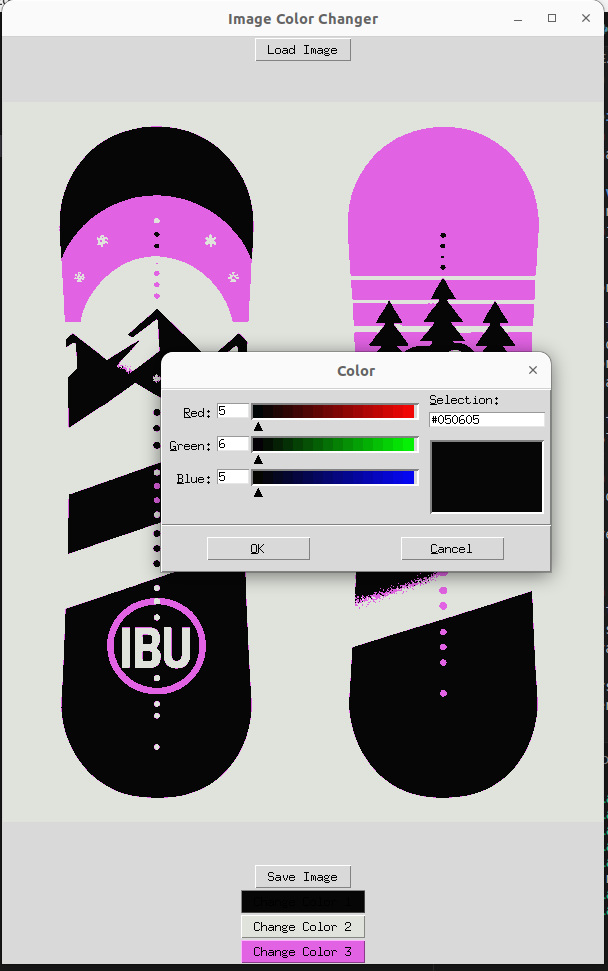 Image Color Changer
Load Image
Color
Red: 5
Green: 6
Blue: 5
Selection:
#050605
OK
Cancel
IBU
Save Image
Change Color 2
Change Color 3